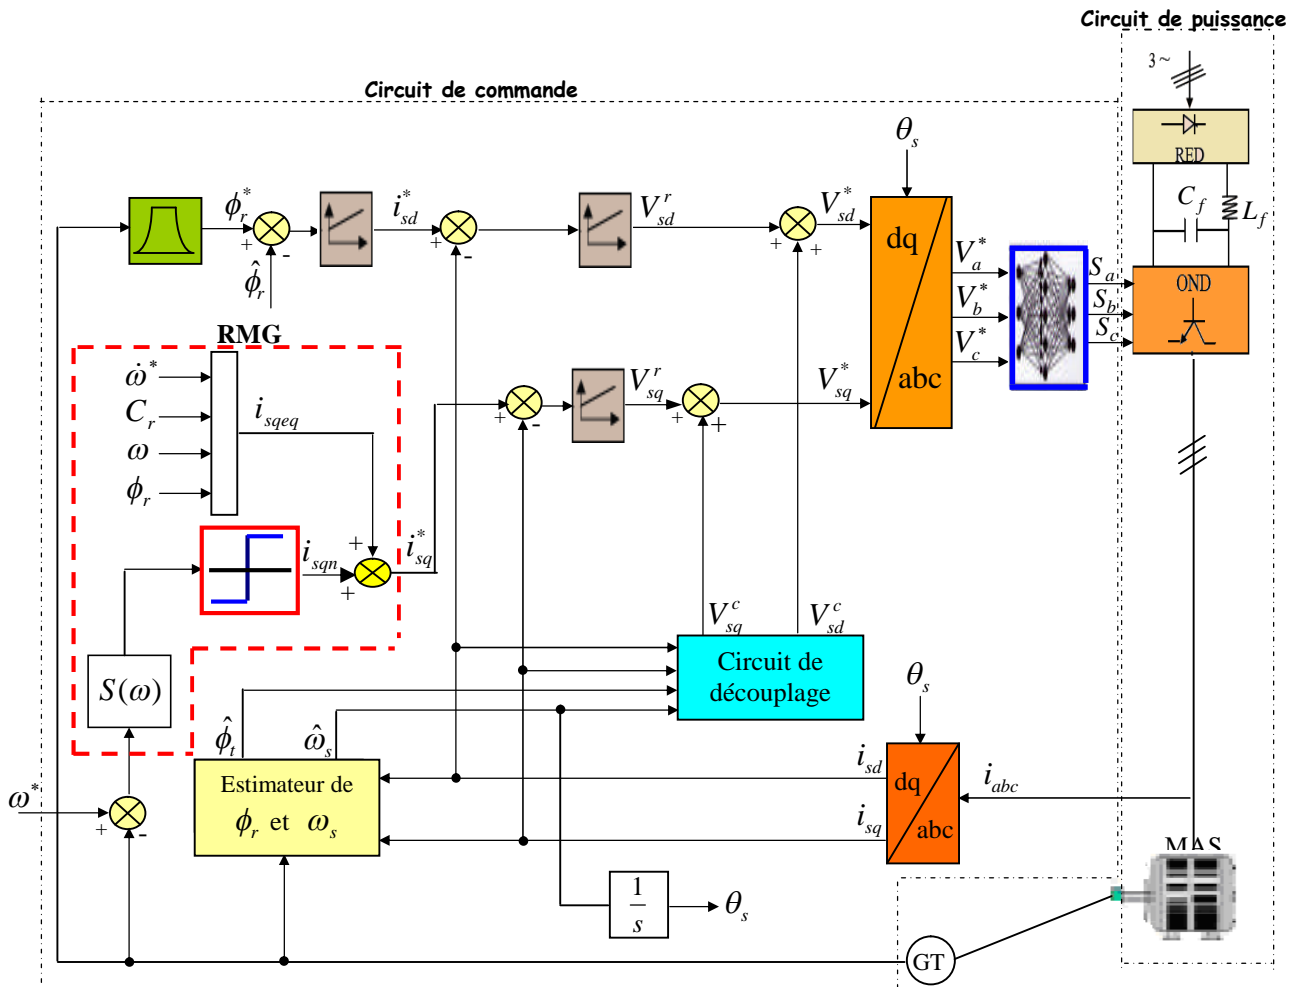 Circuit de puissance
Circuit de commande
3 ~
RED
C_f
L_f
OND
θ_s
ϕ_r^*
+
-
ϕ̂_r
i_sd^*
+
-
V_sd^r
+
+
V_sd^*
dq
abc
V_a^*
V_b^*
V_c^*
S_a
S_b
S_c
RMG
ω̇^*
C_r
ω
ϕ_r
i_sqeq
+
+
i_sqn
i_sq^*
+
-
V_sq^r
+
+
V_sq^*
S(ω)
V_sq^c
V_sd^c
Circuit de
découplage
ϕ̂_t
ω̂_s
θ_s
Estimateur de
ϕ_r et ω_s
i_sd
i_sq
dq
abc
i_abc
ω*
+
-
MAS
1
s
θ_s
GT